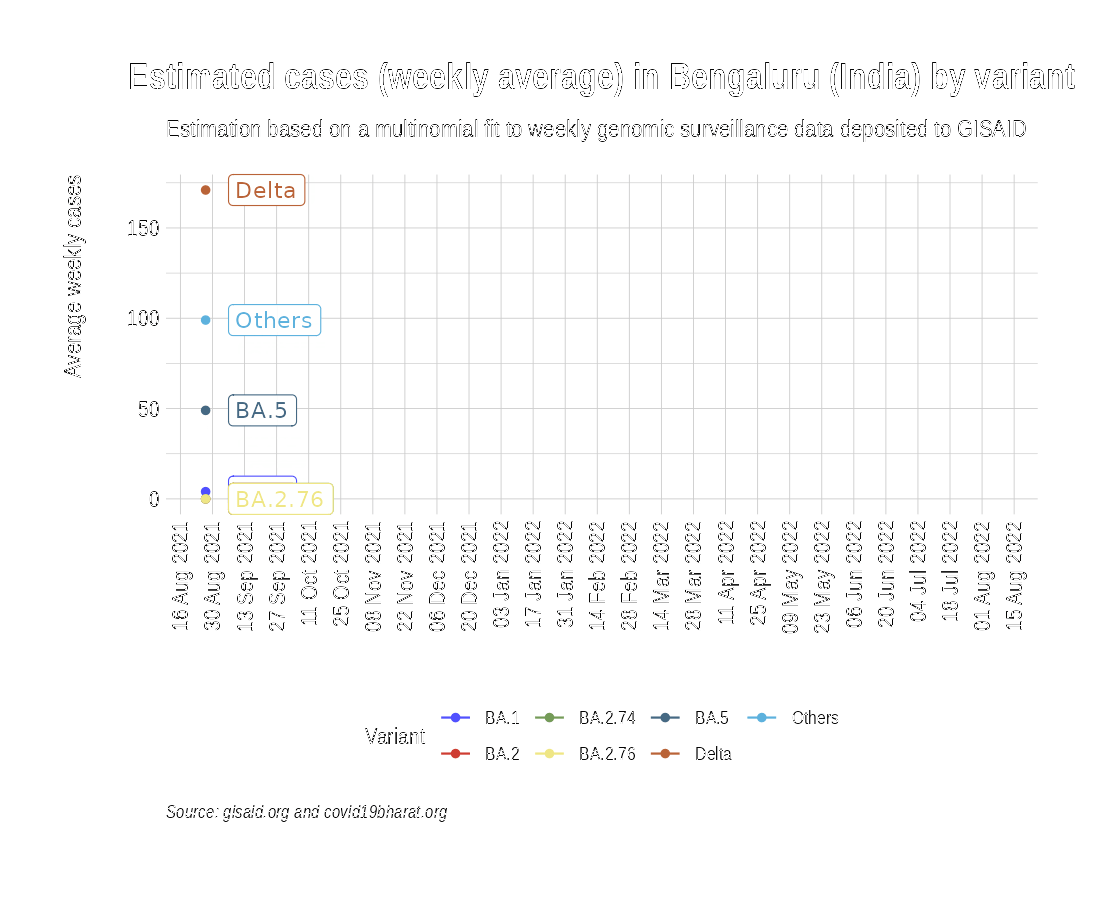 Estimated cases (weekly average) in Bengaluru (India) by variant
Estimation based on a multinomial fit to weekly genomic surveillance data deposited to GISAID
Average weekly cases
150
100
50
0
Delta
Others
BA.5
BA.2.76
16 Aug 2021
30 Aug 2021
13 Sep 2021
27 Sep 2021
11 Oct 2021
25 Oct 2021
08 Nov 2021
22 Nov 2021
06 Dec 2021
20 Dec 2021
03 Jan 2022
17 Jan 2022
31 Jan 2022
14 Feb 2022
28 Feb 2022
14 Mar 2022
28 Mar 2022
11 Apr 2022
25 Apr 2022
09 May 2022
23 May 2022
06 Jun 2022
20 Jun 2022
04 Jul 2022
18 Jul 2022
01 Aug 2022
15 Aug 2022
Variant
BA.1 BA.2.74 BA.5 Others
BA.2 BA.2.76 Delta
Source: gisaid.org and covid19bharat.org